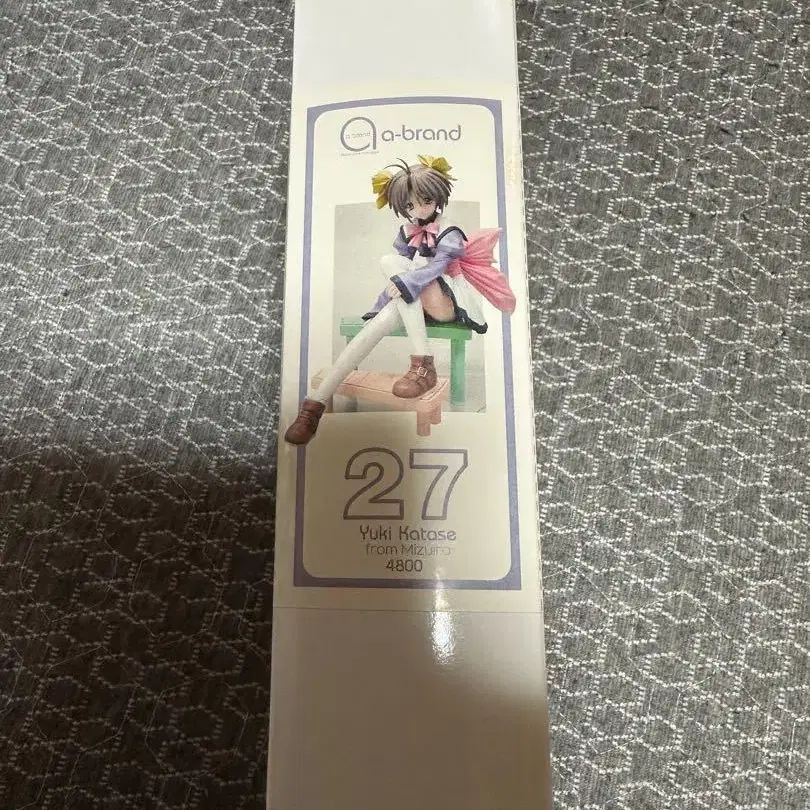 a-brand
27
Yuki Katase
from Mizuiro
4800